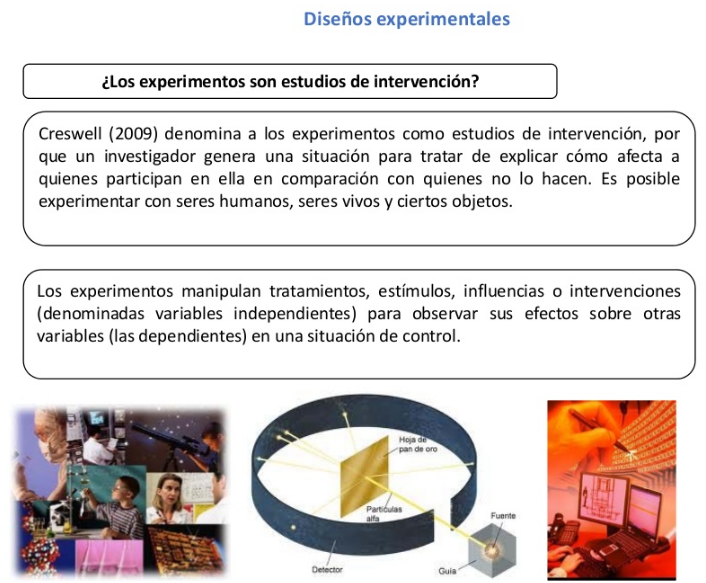 Diseños experimentales
¿Los experimentos son estudios de intervención?
Creswell (2009) denomina a los experimentos como estudios de intervención, por
que un investigador genera una situación para tratar de explicar cómo afecta a
quienes participan en ella en comparación con quienes no lo hacen. Es posible
experimentar con seres humanos, seres vivos y ciertos objetos.
Los experimentos manipulan tratamientos, estímulos, influencias o intervenciones
(denominadas variables independientes) para observar sus efectos sobre otras
variables (las dependientes) en una situación de control.
Hoja de
pan de oro
Partículas
alfa
Fuente
Detector
Guía